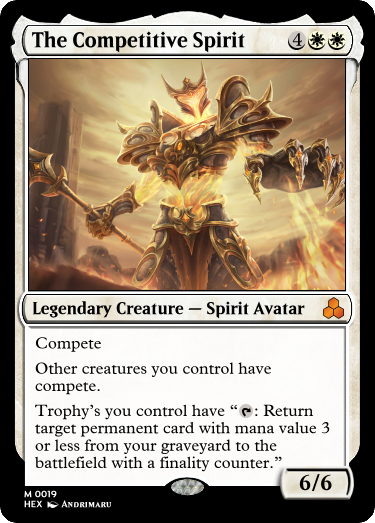 The Competitive Spirit 4
Legendary Creature — Spirit Avatar
Compete
Other creatures you control have
compete.
Trophy's you control have “: Return
target permanent card with mana value 3
or less from your graveyard to the
battlefield with a finality counter.”
6/6
M 0019
HEX Andrimaru